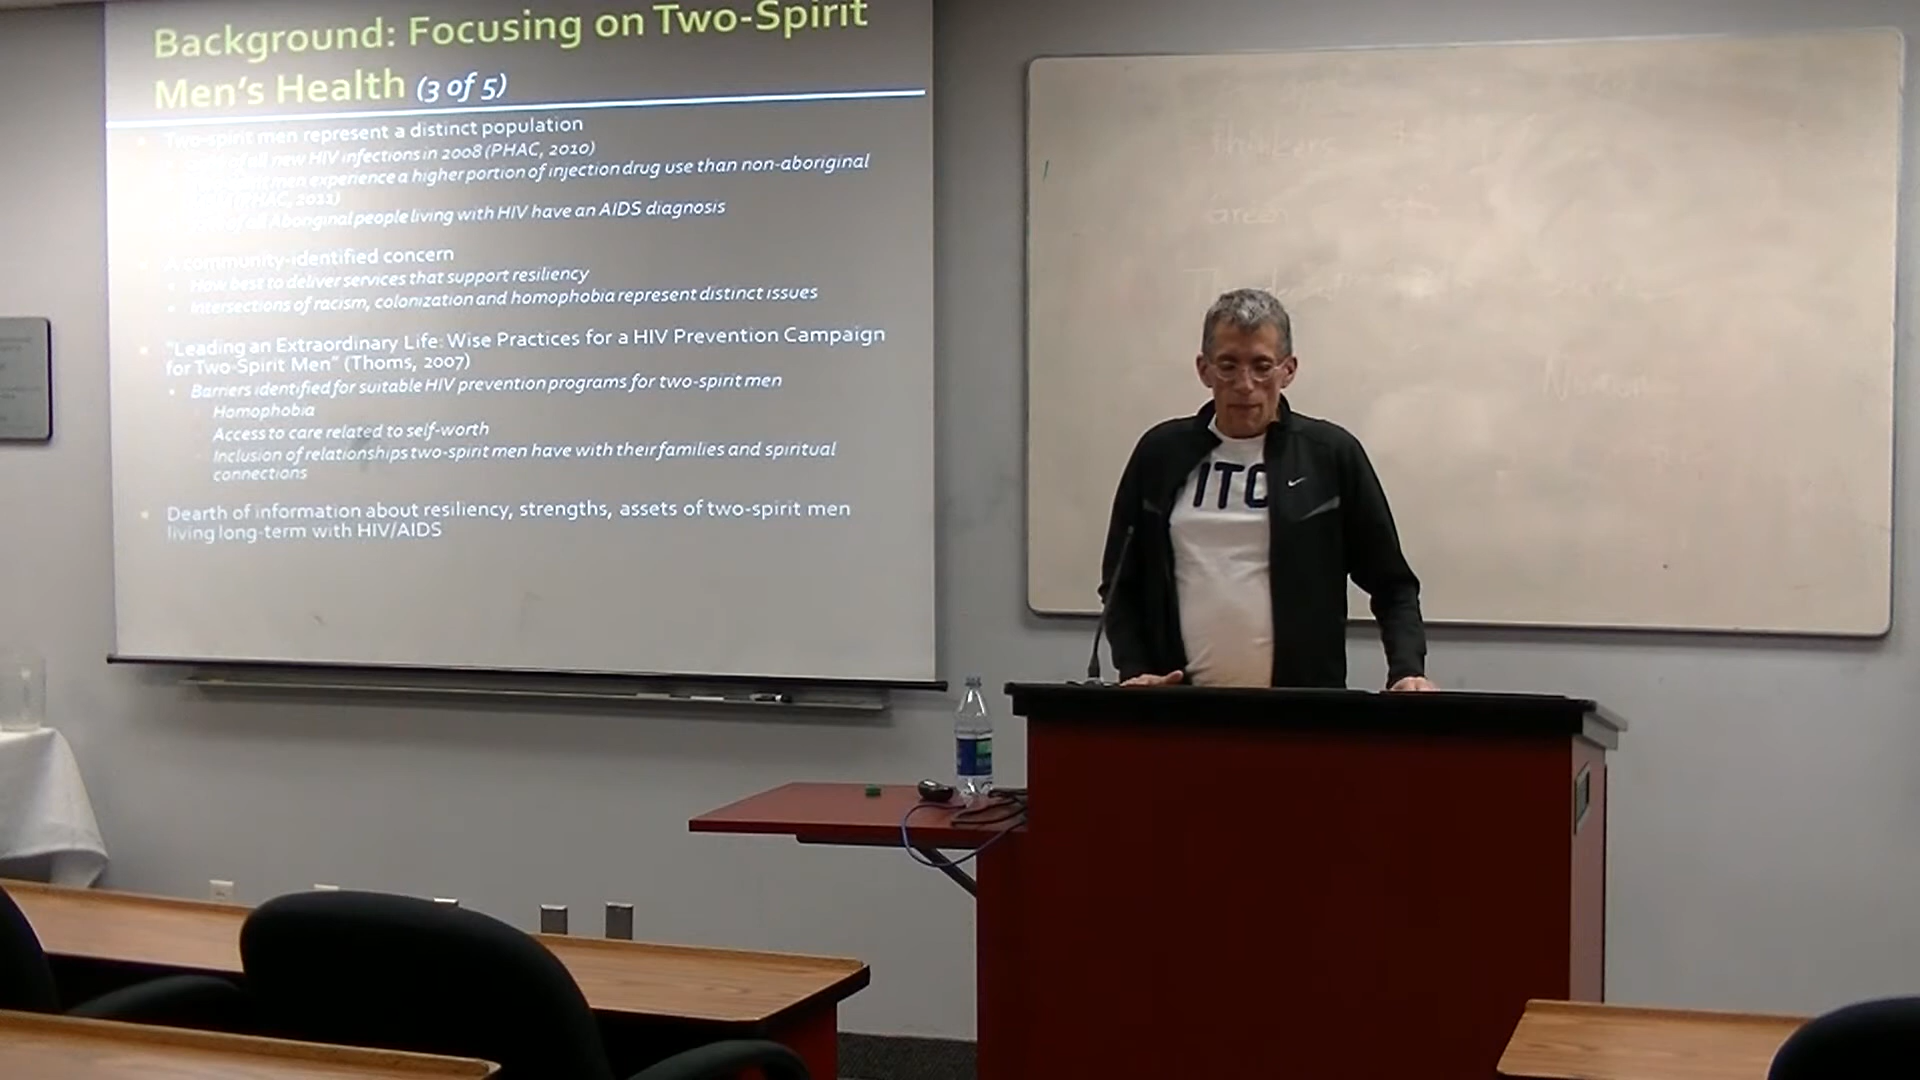 Background: Focusing on Two-Spirit
Men's Health (3 of 5)
Two-spirit men represent a distinct population
of all new HIV infections in 2008 (PHAC, 2010)
men experience a higher portion of injection drug use than non-aboriginal
(PHAC, 2011)
of all Aboriginal people living with HIV have an AIDS diagnosis
A community-identified concern
How best to deliver services that support resiliency
Intersections of racism, colonization and homophobia represent distinct issues
"Leading an Extraordinary Life: Wise Practices for a HIV Prevention Campaign
for Two-Spirit Men" (Thoms, 2007)
Barriers identified for suitable HIV prevention programs for two-spirit men
Homophobia
Access to care related to self-worth
Inclusion of relationships two-spirit men have with their families and spiritual
connections
Dearth of information about resiliency, strengths, assets of two-spirit men
living long-term with HIV/AIDS
thinkers
Green
ITO